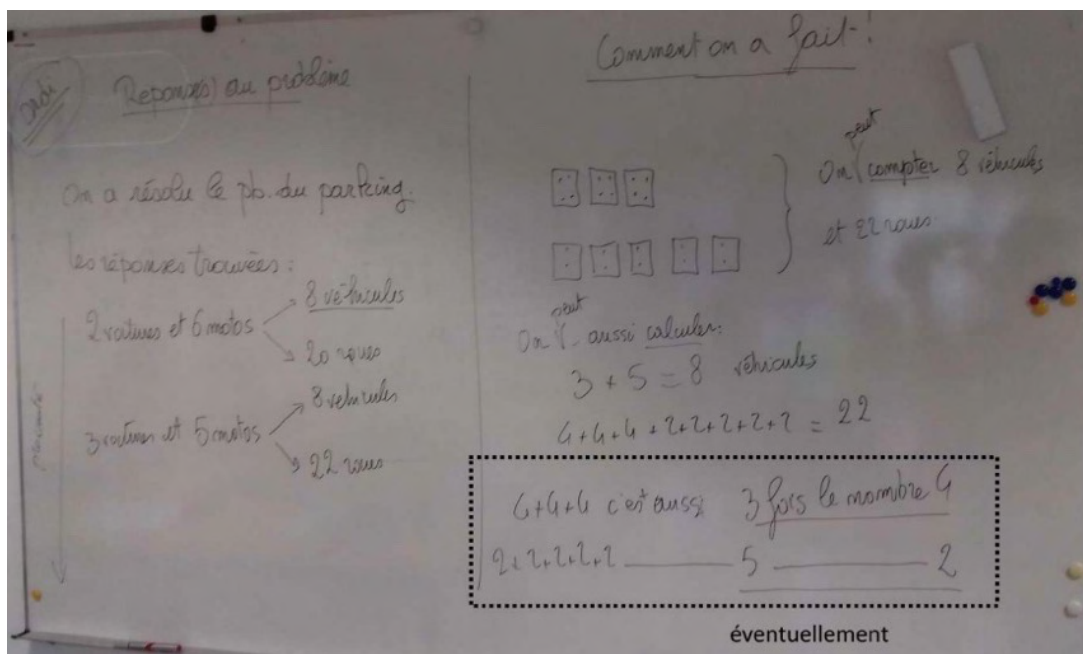 ordi
Réponse(s) au problème
On a résolu le pb. du parking.
les réponses trouvées :
2 voitures et 6 motos
8 véhicules
20 roues
3 voitures et 5 motos
8 vehicules
22 roues
Comment on a fait !
On peut compter 8 véhicules
et 22 roues.
On peut aussi calculer :
3 + 5 = 8 véhicules
4+4+4+2+2+2+2+2 = 22
4+4+4 c'est aussi 3 fois le nombre 4
2+2+2+2+2 5 2
éventuellement